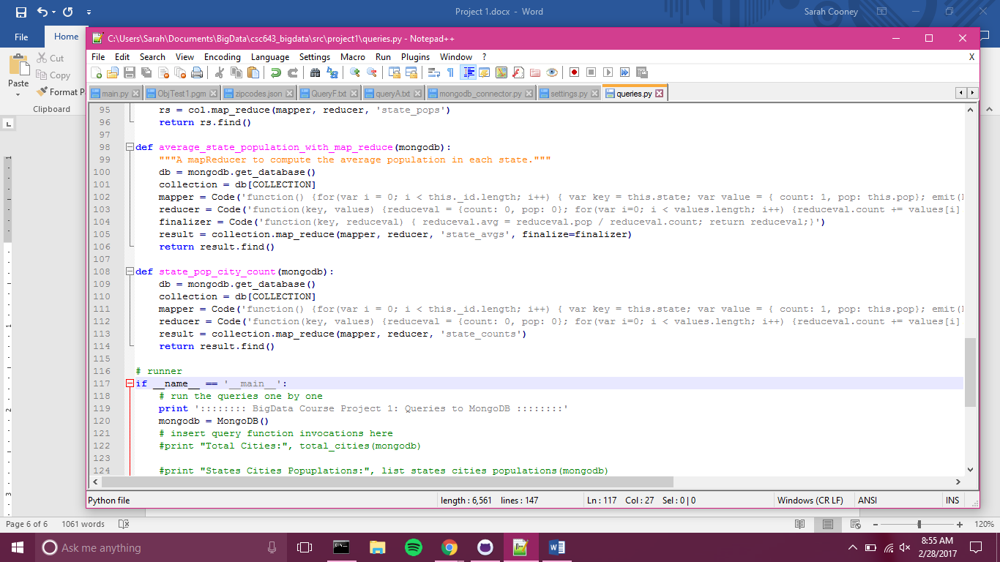 Project 1.docx - Word
Sarah Cooney
File Home
Cut
Copy
Format P
Paste
Clipboard
C:\Users\Sarah\Documents\BigData\csc643_bigdata\src\project1\queries.py - Notepad++
File Edit Search View Encoding Language Settings Macro Run Plugins Window ? X
main.py ObjTest1.pgm zipcodes.json QueryF.txt queryA.txt mongodb_connector.py settings.py queries.py
95 rs = col.map_reduce(mapper, reducer, 'state_pops')
96 return rs.find()
97
98 def average_state_population_with_map_reduce(mongodb):
99 """A mapReducer to compute the average population in each state."""
100 db = mongodb.get_database()
101 collection = db[COLLECTION]
102 mapper = Code('function() {for(var i = 0; i < this._id.length; i++) { var key = this.state; var value = { count: 1, pop: this.pop}; emit(
103 reducer = Code('function(key, values) {reduceval = {count: 0, pop: 0}; for(var i=0; i < values.length; i++) {reduceval.count += values[i]
104 finalizer = Code('function(key, reduceval) { reduceval.avg = reduceval.pop / reduceval.count; return reduceval;}')
105 result = collection.map_reduce(mapper, reducer, 'state_avgs', finalize=finalizer)
106 return result.find()
107
108 def state_pop_city_count(mongodb):
109 db = mongodb.get_database()
110 collection = db[COLLECTION]
111 mapper = Code('function() {for(var i = 0; i < this._id.length; i++) { var key = this.state; var value = { count: 1, pop: this.pop}; emit(
112 reducer = Code('function(key, values) {reduceval = {count: 0, pop: 0}; for(var i=0; i < values.length; i++) {reduceval.count += values[i]
113 result = collection.map_reduce(mapper, reducer, 'state_counts')
114 return result.find()
115
116 # runner
117 if __name__ == '__main__':
118 # run the queries one by one
119 print ':::::::: BigData Course Project 1: Queries to MongoDB ::::::::'
120 mongodb = MongoDB()
121 # insert query function invocations here
122 #print "Total Cities:", total_cities(mongodb)
123
124 #print "States Cities Popuplations:", list_states_cities_populations(mongodb)
Python file length : 6,561 lines : 147 Ln : 117 Col : 27 Sel : 0 | 0 Windows (CR LF) ANSI INS
Page 6 of 6 1061 words 120%
Ask me anything
8:55 AM
2/28/2017